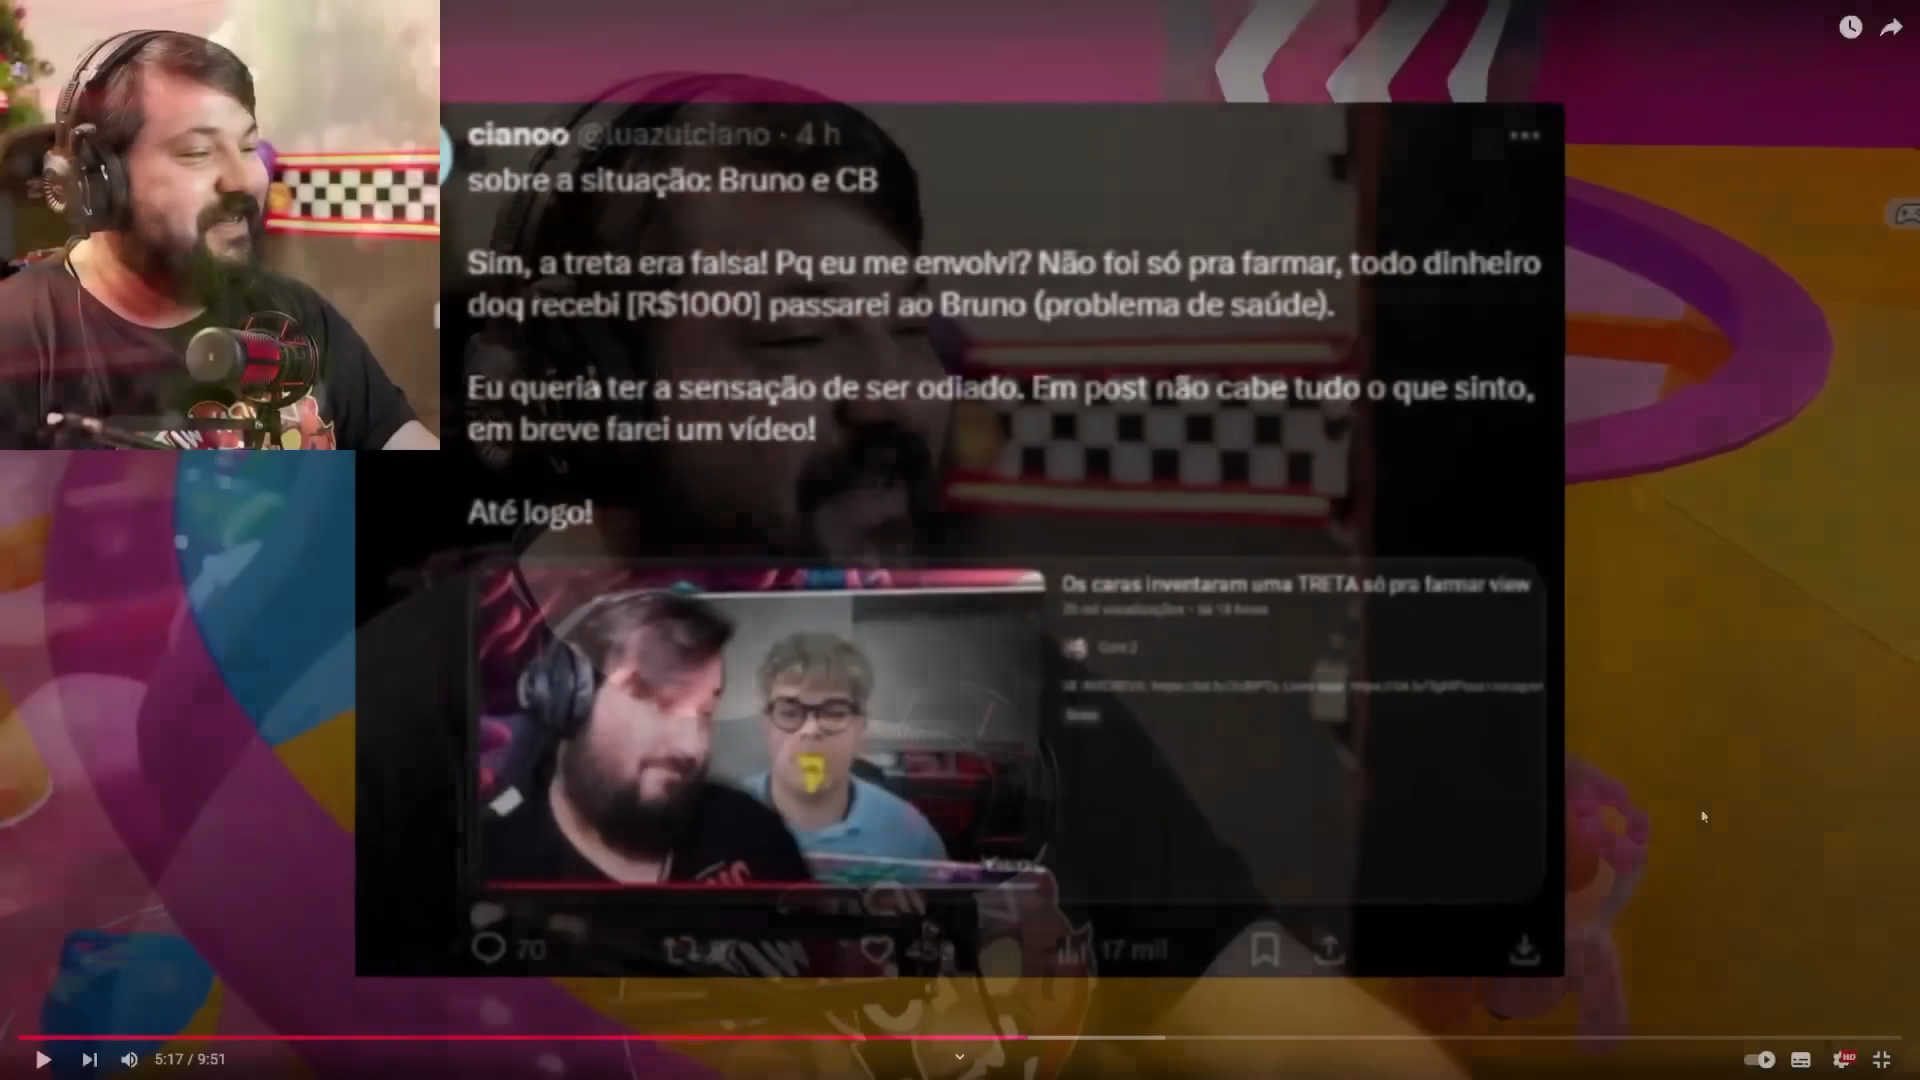 cianoo @luazulciano · 4 h
sobre a situação: Bruno e CB
Sim, a treta era falsa! Pq eu me envolvi? Não foi só pra farmar, todo dinheiro
doq recebi [R$1000] passarei ao Bruno (problema de saúde).
Eu queria ter a sensação de ser odiado. Em post não cabe tudo o que sinto,
em breve farei um vídeo!
Até logo!
Os caras inventaram uma TRETA só pra farmar view
70
17 mil
5:17 / 9:51
HD